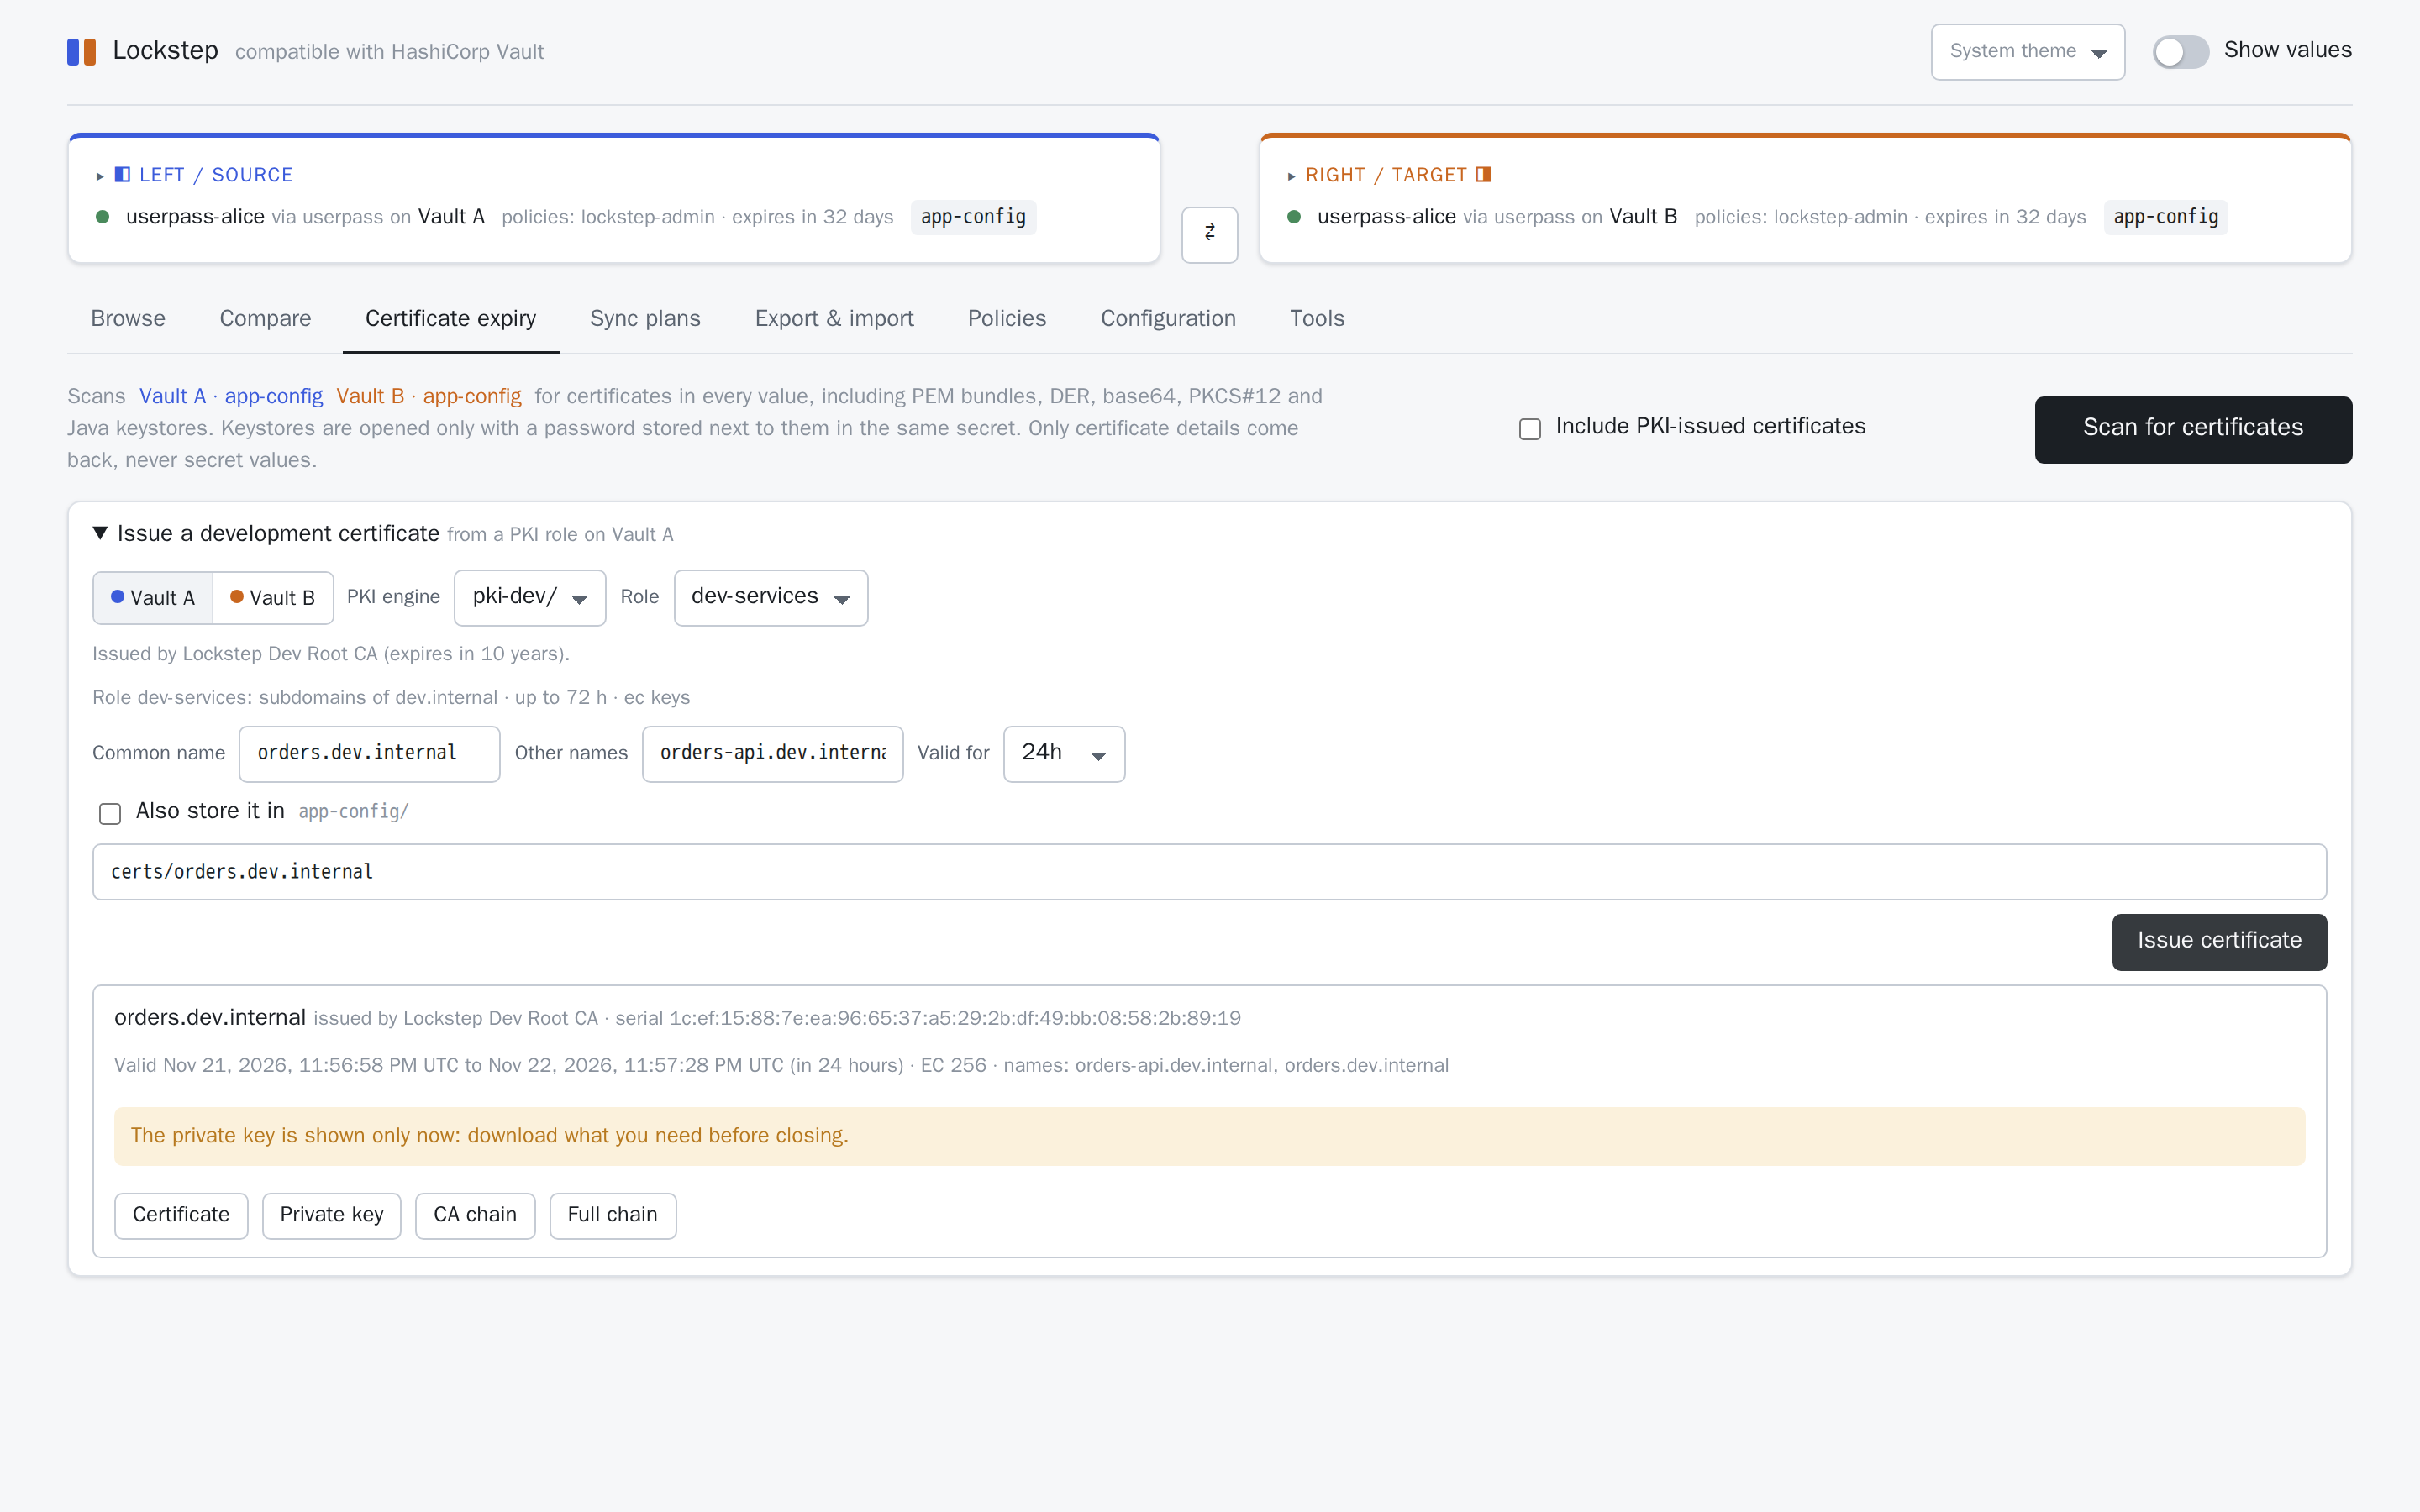 Lockstep compatible with HashiCorp Vault
System theme
Show values
LEFT / SOURCE
userpass-alice via userpass on Vault A policies: lockstep-admin · expires in 32 days app-config
RIGHT / TARGET
userpass-alice via userpass on Vault B policies: lockstep-admin · expires in 32 days app-config
Browse Compare Certificate expiry Sync plans Export & import Policies Configuration Tools
Scans Vault A · app-config Vault B · app-config for certificates in every value, including PEM bundles, DER, base64, PKCS#12 and
Java keystores. Keystores are opened only with a password stored next to them in the same secret. Only certificate details come
back, never secret values.
Include PKI-issued certificates
Scan for certificates
Issue a development certificate from a PKI role on Vault A
Vault A Vault B PKI engine pki-dev/ Role dev-services
Issued by Lockstep Dev Root CA (expires in 10 years).
Role dev-services: subdomains of dev.internal · up to 72 h · ec keys
Common name orders.dev.internal Other names orders-api.dev.interna Valid for 24h
Also store it in app-config/
certs/orders.dev.internal
Issue certificate
orders.dev.internal issued by Lockstep Dev Root CA · serial 1c:ef:15:88:7e:ea:96:65:37:a5:29:2b:df:49:bb:08:58:2b:89:19
Valid Nov 21, 2026, 11:56:58 PM UTC to Nov 22, 2026, 11:57:28 PM UTC (in 24 hours) · EC 256 · names: orders-api.dev.internal, orders.dev.internal
The private key is shown only now: download what you need before closing.
Certificate Private key CA chain Full chain